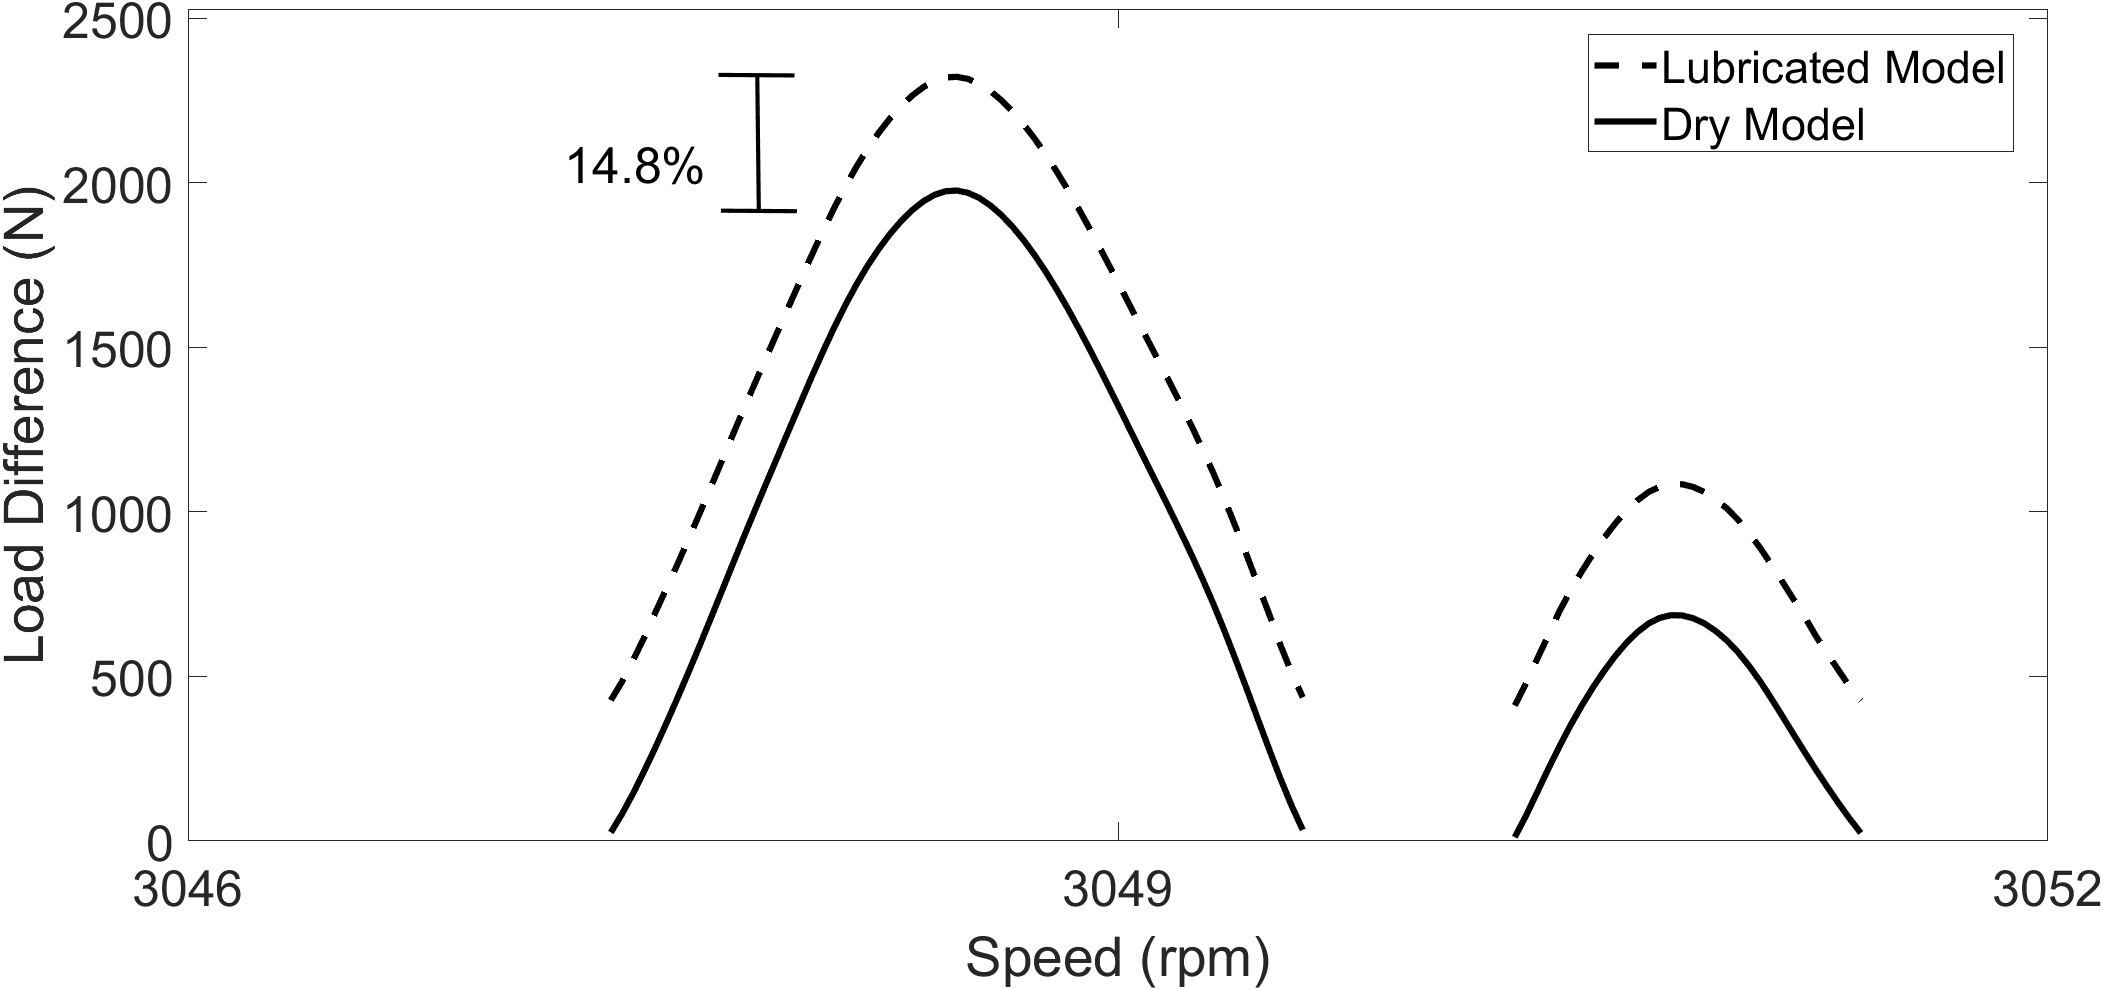 2500
2000
1500
1000
500
0
Load Difference (N)
14.8%
Lubricated Model
Dry Model
3046
3049
3052
Speed (rpm)